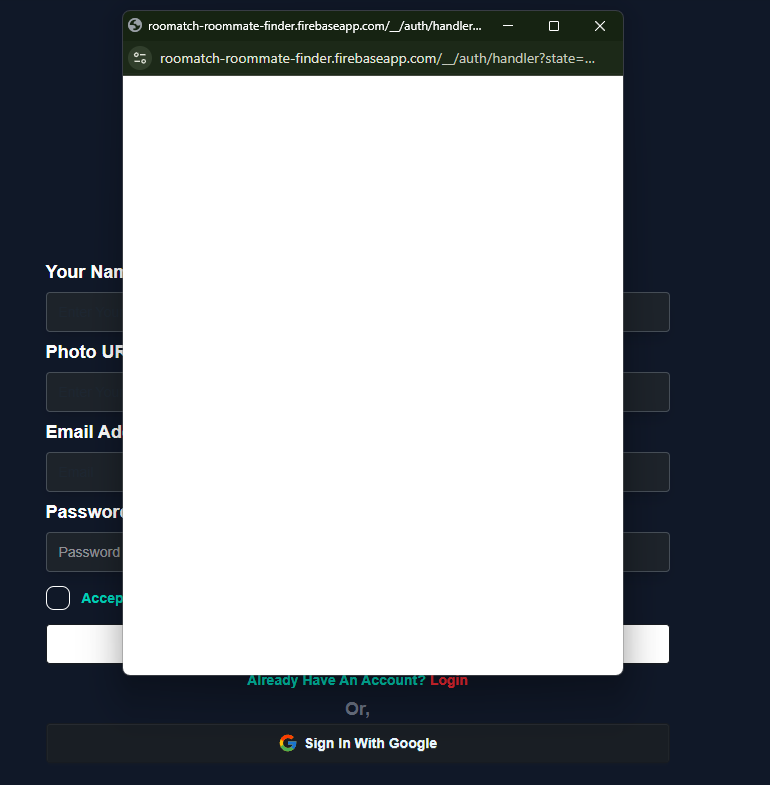 roomatch-roommate-finder.firebaseapp.com/__/auth/handler...
roomatch-roommate-finder.firebaseapp.com/__/auth/handler?state=...
Your Nam
Photo UR
Email Ad
Password
Password
Accep
Already Have An Account? Login
Or,
Sign In With Google